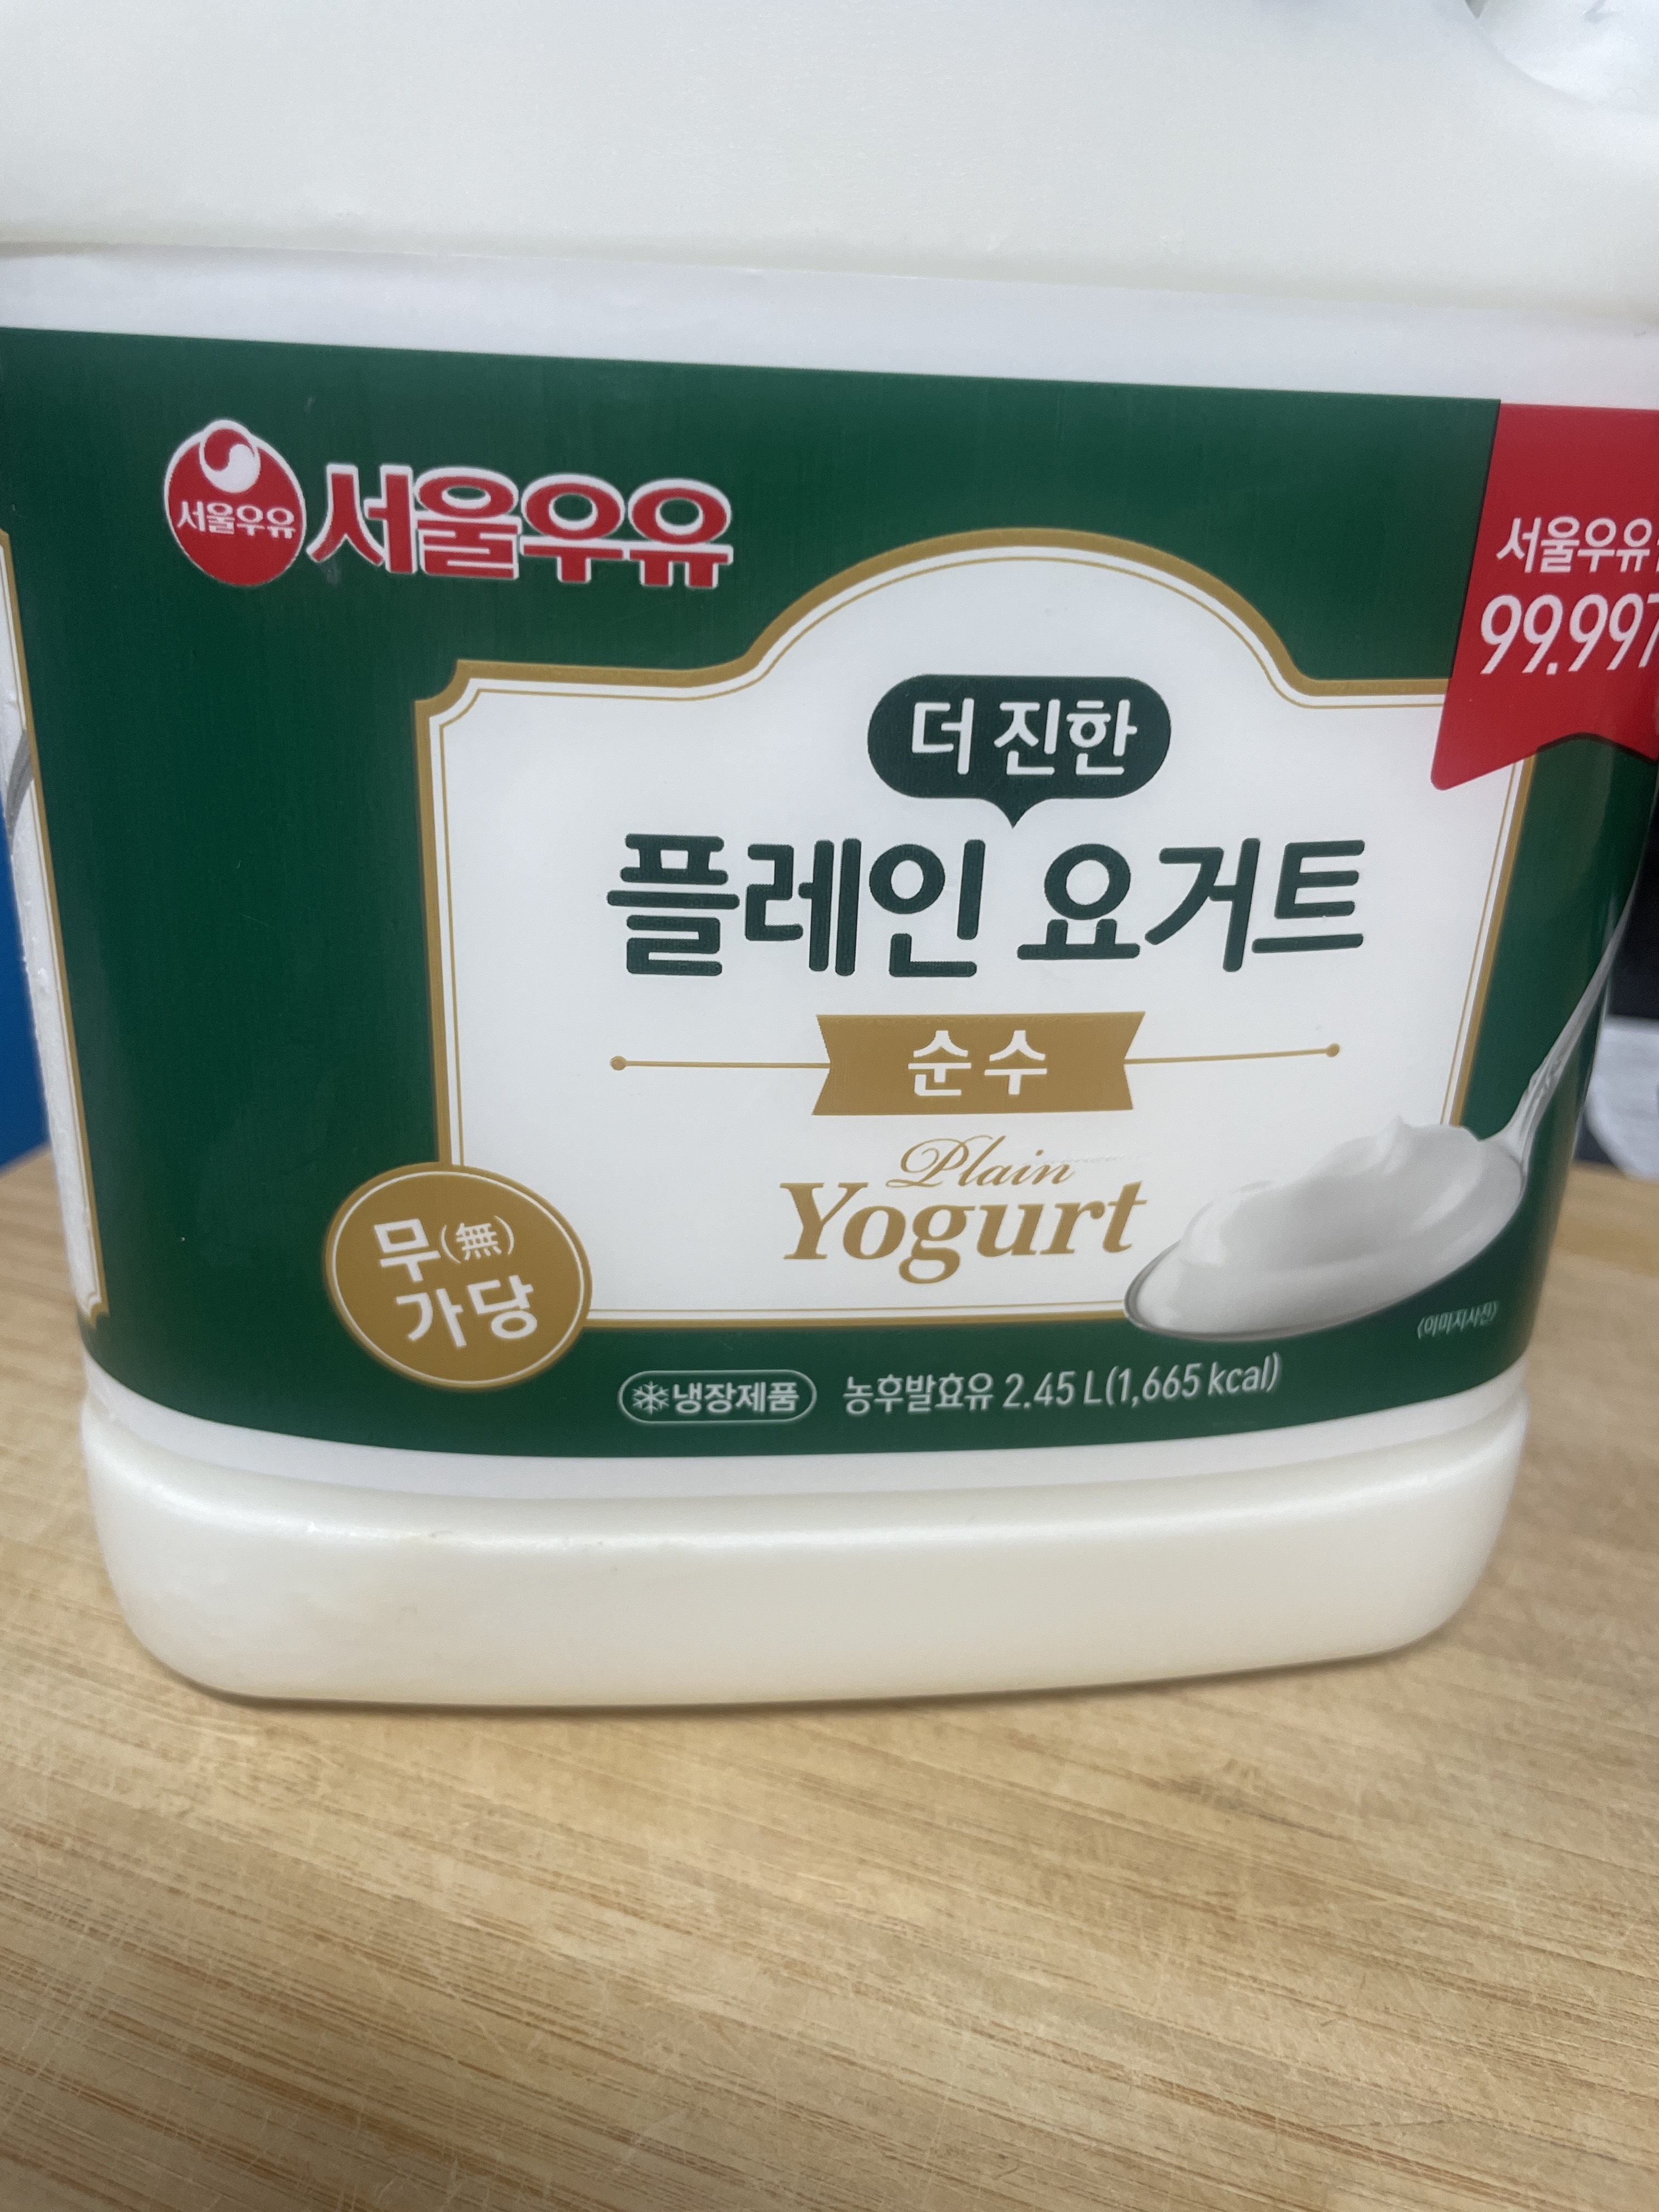 서울우유
서울우유
서울우유
99.997
더 진한
플레인 요거트
순수
Plain
Yogurt
무(無)
가당
(이미지사진)
냉장제품 농후발효유 2.45 L(1,665 kcal)